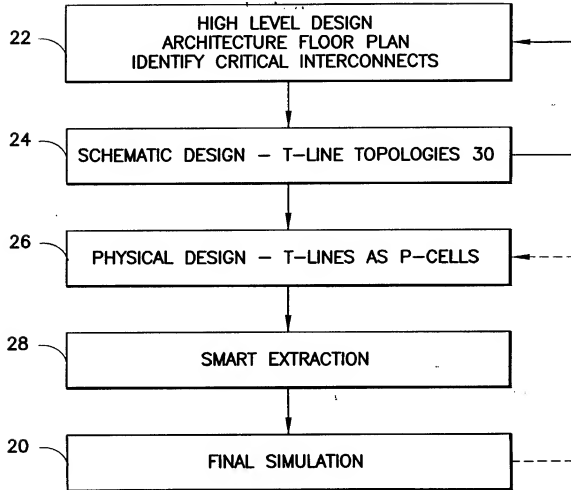 22
HIGH LEVEL DESIGN
ARCHITECTURE FLOOR PLAN
IDENTIFY CRITICAL INTERCONNECTS
24
SCHEMATIC DESIGN – T-LINE TOPOLOGIES 30
26
PHYSICAL DESIGN – T-LINES AS P-CELLS
28
SMART EXTRACTION
20
FINAL SIMULATION